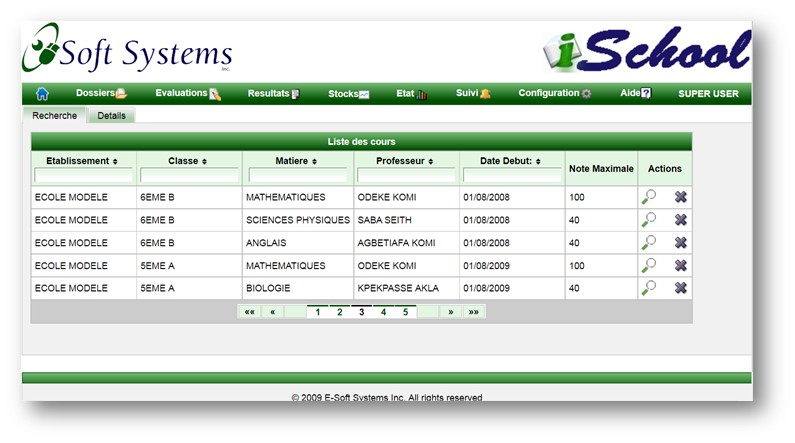 Soft Systems Inc.
iSchool
Dossiers Evaluations Resultats Stocks Etat Suivi Configuration Aide SUPER USER
Recherche Details
Liste des cours
Etablissement Classe Matiere Professeur Date Debut: Note Maximale Actions
ECOLE MODELE 6EME B MATHEMATIQUES ODEKE KOMI 01/08/2008 100
ECOLE MODELE 6EME B SCIENCES PHYSIQUES SABA SEITH 01/08/2008 40
ECOLE MODELE 6EME B ANGLAIS AGBETIAFA KOMI 01/08/2008 40
ECOLE MODELE 5EME A MATHEMATIQUES ODEKE KOMI 01/08/2009 100
ECOLE MODELE 5EME A BIOLOGIE KPEKPASSE AKLA 01/08/2009 40
«« « 1 2 3 4 5 » »»
© 2009 E-Soft Systems Inc. All rights reserved